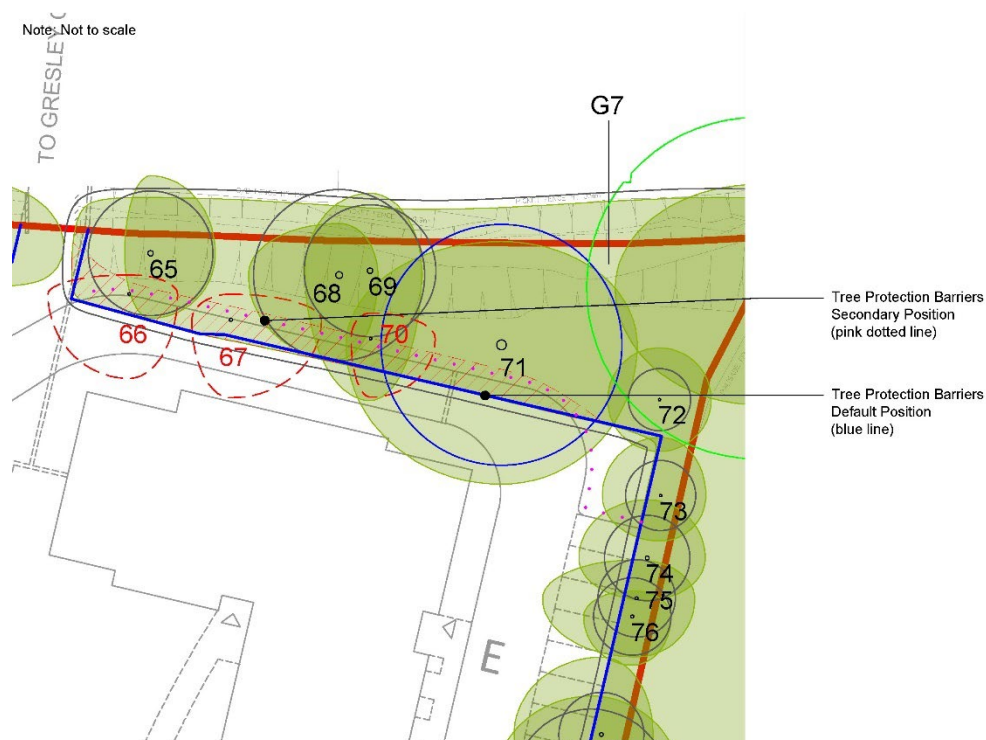 Note: Not to scale
TO GRESLEY
G7
65
66
67
68
69
70
71
72
73
74
75
76
Tree Protection Barriers
Secondary Position
(pink dotted line)
Tree Protection Barriers
Default Position
(blue line)
E